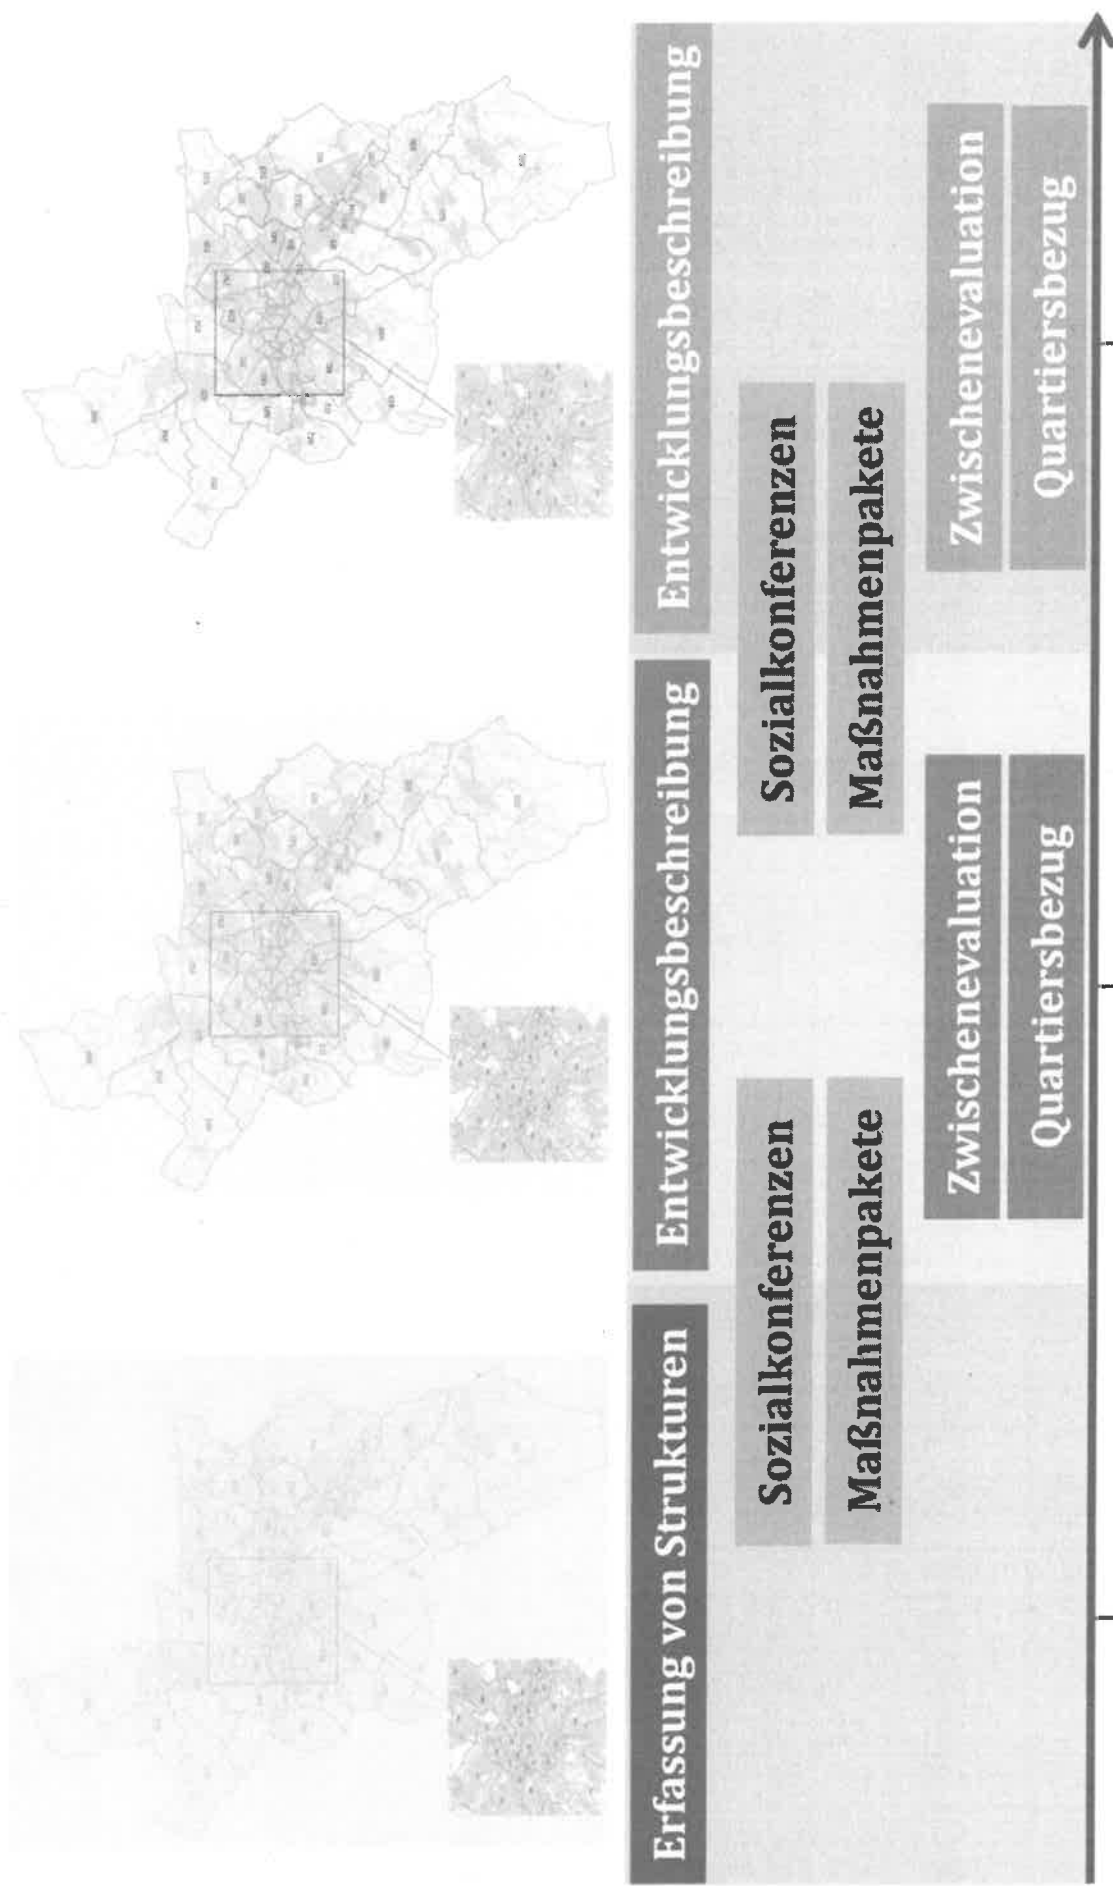 Erfassung von Strukturen
Entwicklungsbeschreibung
Entwicklungsbeschreibung
Sozialkonferenzen
Sozialkonferenzen
Maßnahmenpakete
Maßnahmenpakete
Zwischenevaluation
Zwischenevaluation
Quartiersbezug
Quartiersbezug